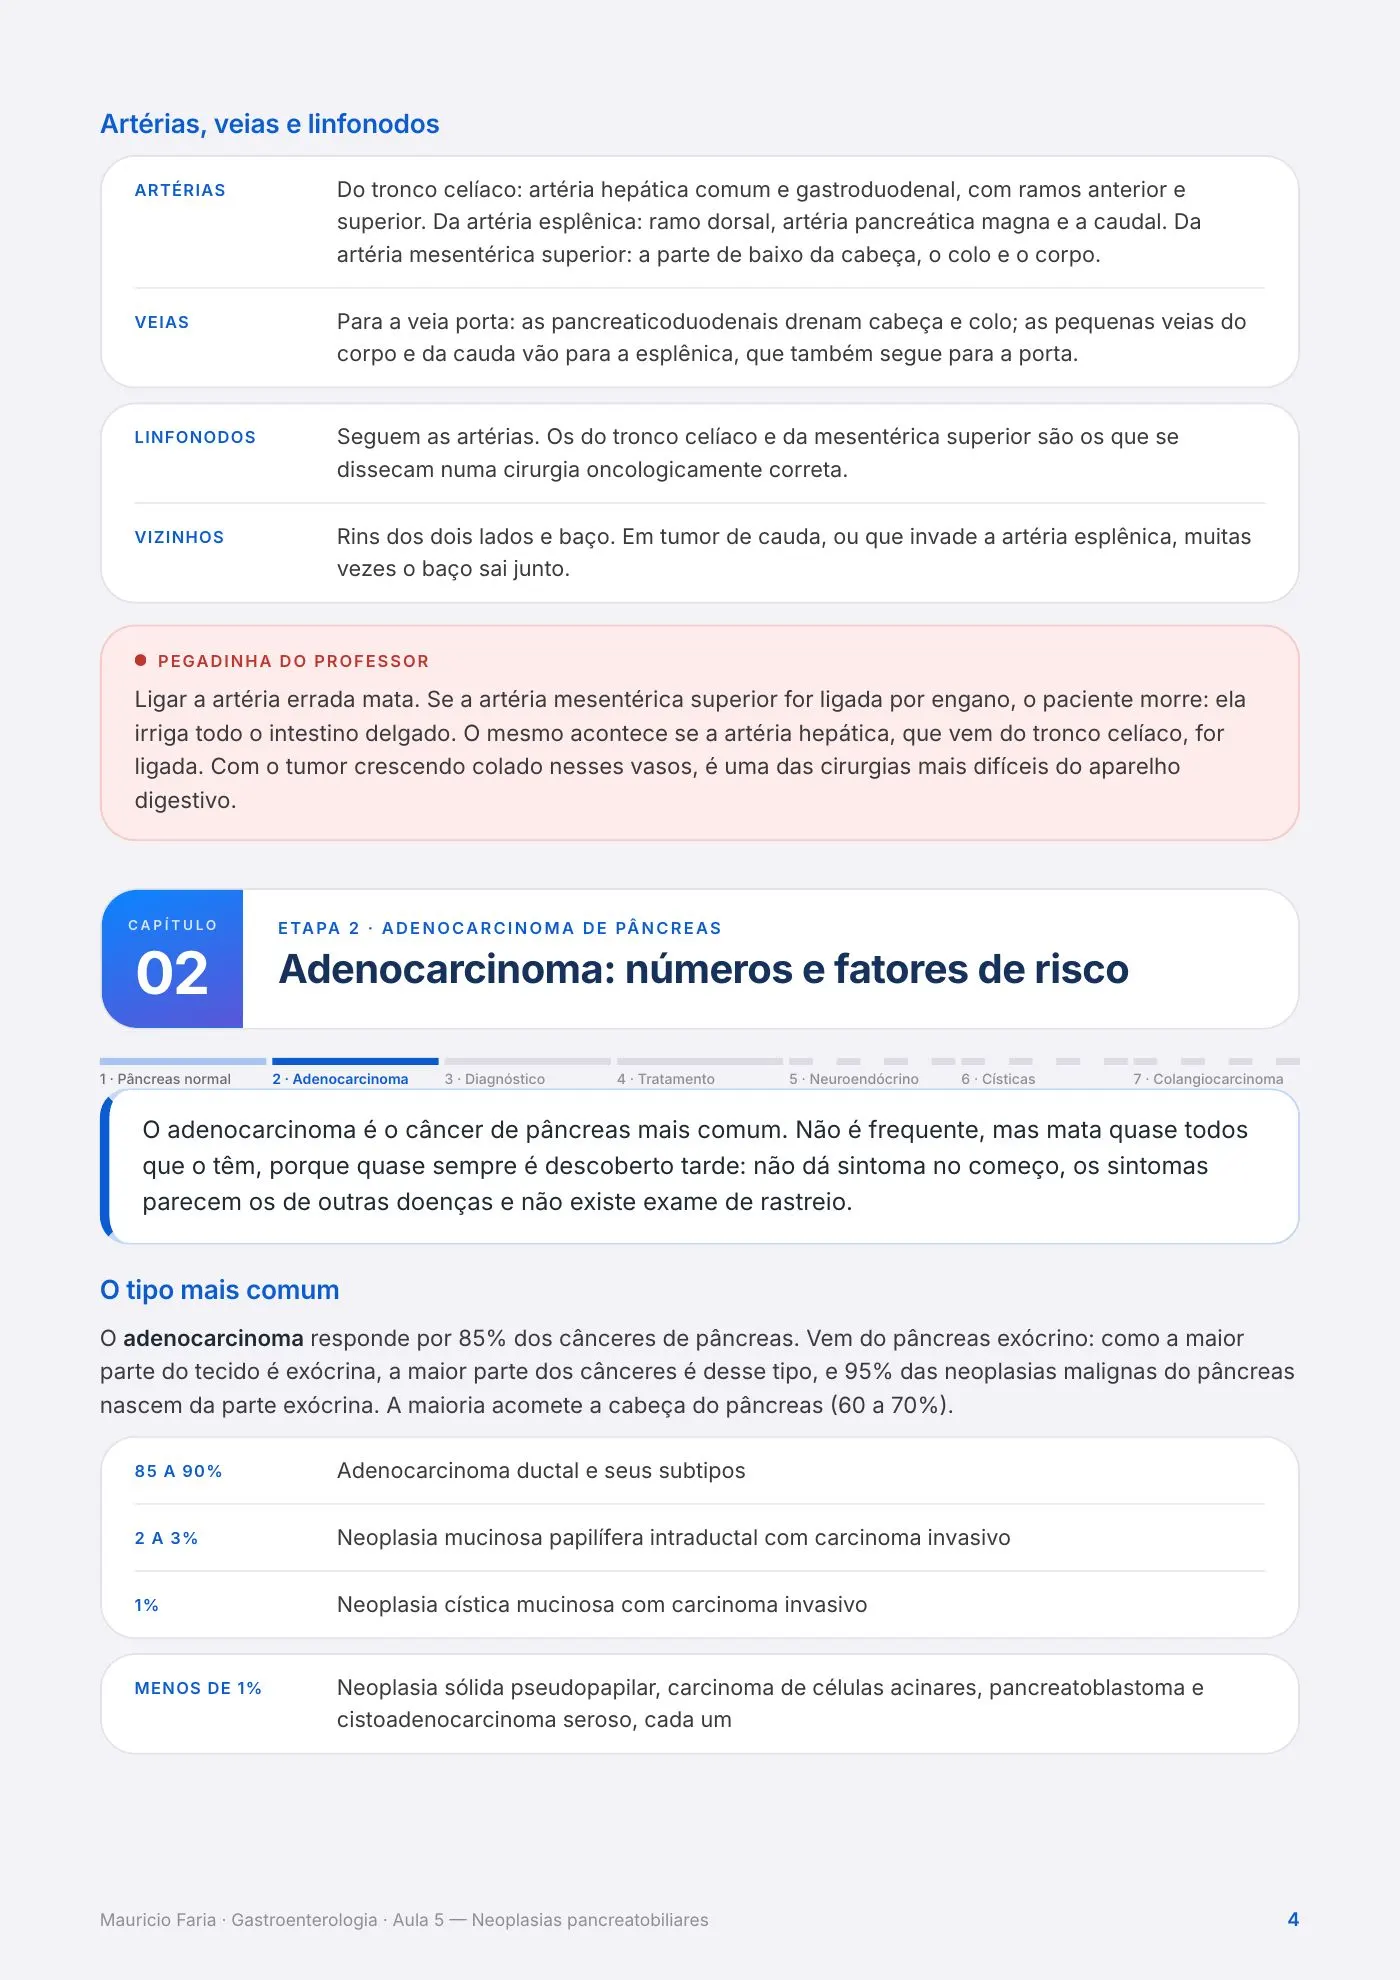 Artérias, veias e linfonodos
ARTÉRIAS
Do tronco celíaco: artéria hepática comum e gastroduodenal, com ramos anterior e
superior. Da artéria esplênica: ramo dorsal, artéria pancreática magna e a caudal. Da
artéria mesentérica superior: a parte de baixo da cabeça, o colo e o corpo.
VEIAS
Para a veia porta: as pancreaticoduodenais drenam cabeça e colo; as pequenas veias do
corpo e da cauda vão para a esplênica, que também segue para a porta.
LINFONODOS
Seguem as artérias. Os do tronco celíaco e da mesentérica superior são os que se
dissecam numa cirurgia oncologicamente correta.
VIZINHOS
Rins dos dois lados e baço. Em tumor de cauda, ou que invade a artéria esplênica, muitas
vezes o baço sai junto.
PEGADINHA DO PROFESSOR
Ligar a artéria errada mata. Se a artéria mesentérica superior for ligada por engano, o paciente morre: ela
irriga todo o intestino delgado. O mesmo acontece se a artéria hepática, que vem do tronco celíaco, for
ligada. Com o tumor crescendo colado nesses vasos, é uma das cirurgias mais difíceis do aparelho
digestivo.
CAPÍTULO
02
ETAPA 2 · ADENOCARCINOMA DE PÂNCREAS
Adenocarcinoma: números e fatores de risco
1 · Pâncreas normal
2 · Adenocarcinoma
3 · Diagnóstico
4 · Tratamento
5 · Neuroendócrino
6 · Císticas
7 · Colangiocarcinoma
O adenocarcinoma é o câncer de pâncreas mais comum. Não é frequente, mas mata quase todos
que o têm, porque quase sempre é descoberto tarde: não dá sintoma no começo, os sintomas
parecem os de outras doenças e não existe exame de rastreio.
O tipo mais comum
O adenocarcinoma responde por 85% dos cânceres de pâncreas. Vem do pâncreas exócrino: como a maior
parte do tecido é exócrina, a maior parte dos cânceres é desse tipo, e 95% das neoplasias malignas do pâncreas
nascem da parte exócrina. A maioria acomete a cabeça do pâncreas (60 a 70%).
85 A 90%
Adenocarcinoma ductal e seus subtipos
2 A 3%
Neoplasia mucinosa papilífera intraductal com carcinoma invasivo
1%
Neoplasia cística mucinosa com carcinoma invasivo
MENOS DE 1%
Neoplasia sólida pseudopapilar, carcinoma de células acinares, pancreatoblastoma e
cistoadenocarcinoma seroso, cada um
Mauricio Faria · Gastroenterologia · Aula 5 — Neoplasias pancreatobiliares
4